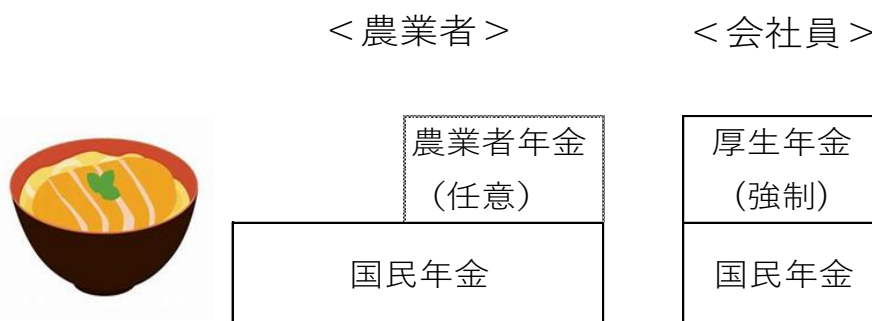 ＜農業者＞
＜会社員＞
農業者年金
（任意）
厚生年金
（強制）
国民年金
国民年金